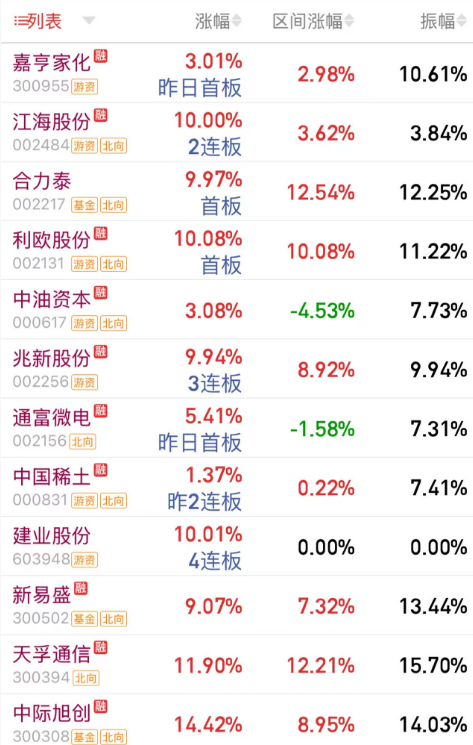 列表 涨幅 区间涨幅 振幅
嘉亨家化 融 3.01% 2.98% 10.61%
300955 游资 昨日首板
江海股份 融 10.00% 3.62% 3.84%
002484 游资 北向 2连板
合力泰 9.97% 12.54% 12.25%
002217 基金 北向 首板
利欧股份 融 10.08% 10.08% 11.22%
002131 游资 北向 首板
中油资本 融 3.08% -4.53% 7.73%
000617 游资 北向
兆新股份 融 9.94% 8.92% 9.94%
002256 游资 3连板
通富微电 融 5.41% -1.58% 7.31%
002156 北向 昨日首板
中国稀土 融 1.37% 0.22% 7.41%
000831 游资 北向 昨2连板
建业股份 10.01% 0.00% 0.00%
603948 游资 4连板
新易盛 融 9.07% 7.32% 13.44%
300502 基金 北向
天孚通信 融 11.90% 12.21% 15.70%
300394 北向
中际旭创 融 14.42% 8.95% 14.03%
300308 基金 北向